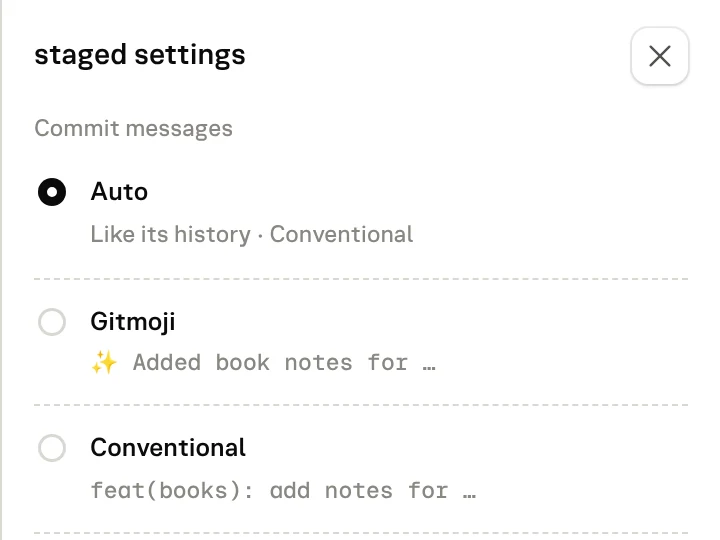 staged settings
Commit messages
Auto
Like its history · Conventional
Gitmoji
✨ Added book notes for …
Conventional
feat(books): add notes for …